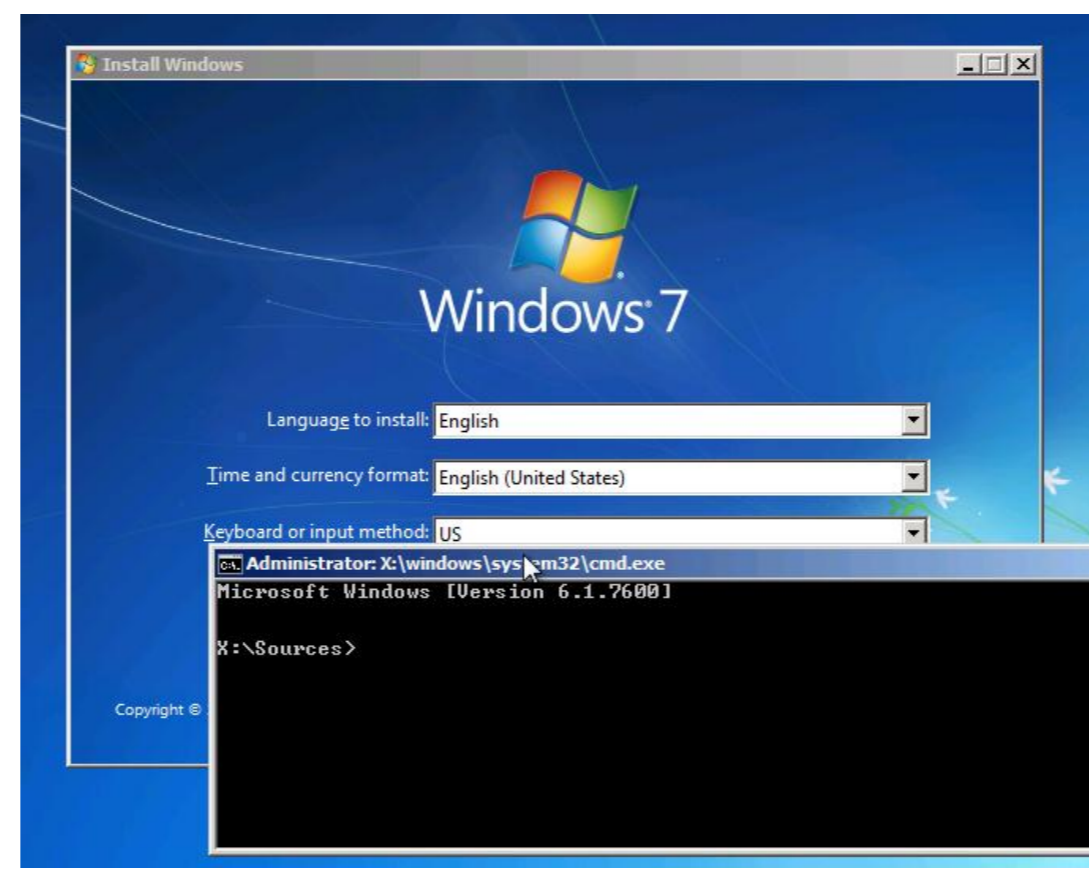 Install Windows
Windows 7
Language to install: English
Time and currency format: English (United States)
Keyboard or input method: US
Administrator: X:\windows\system32\cmd.exe
Microsoft Windows [Version 6.1.7600]
X:\Sources>
Copyright ©